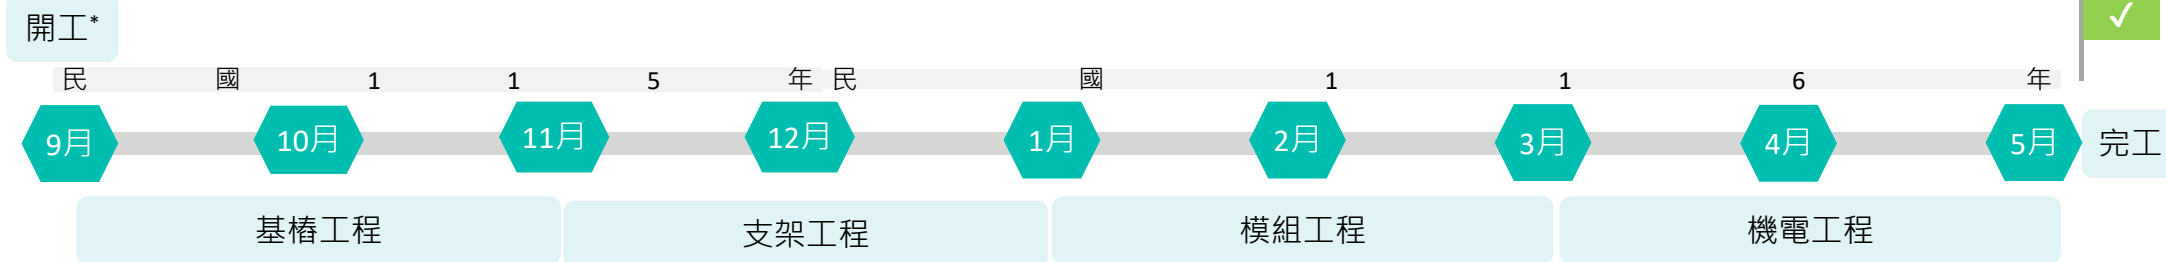 開工*
✓
民國115年 民國116年
9月 10月 11月 12月 1月 2月 3月 4月 5月 完工
基樁工程 支架工程 模組工程 機電工程